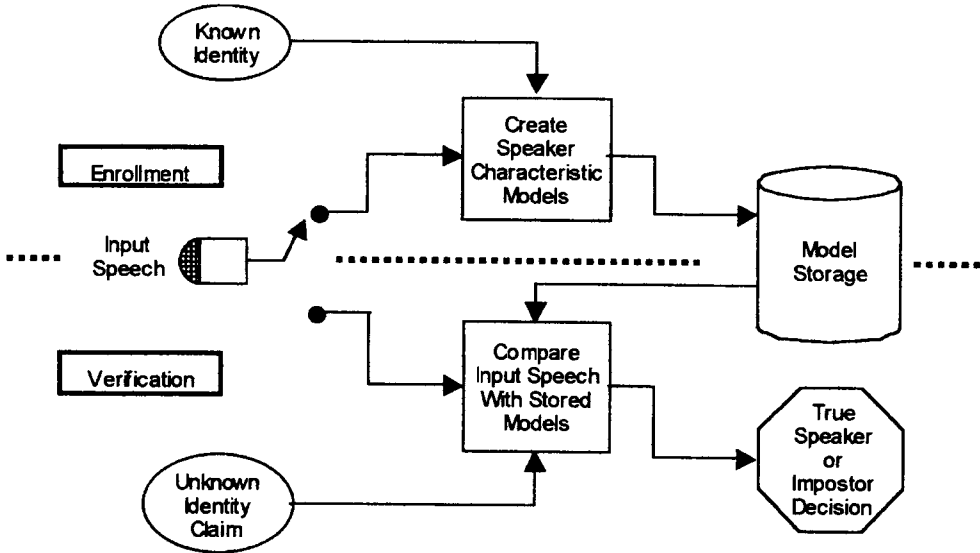 Known
Identity
Create
Speaker
Characteristic
Models
Enrollment
Input
Speech
Model
Storage
Verification
Compare
Input Speech
With Stored
Models
True
Speaker
or
Impostor
Decision
Unknown
Identity
Claim